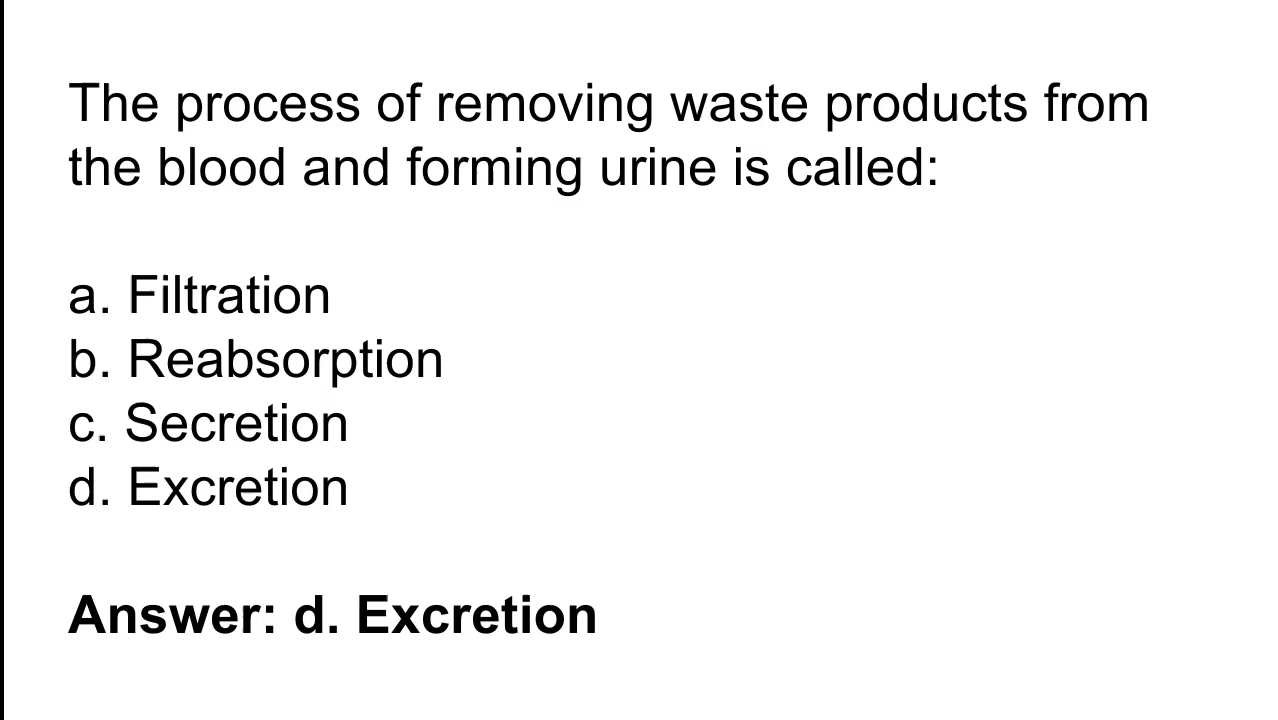 The process of removing waste products from
the blood and forming urine is called:
a. Filtration
b. Reabsorption
c. Secretion
d. Excretion
Answer: d. Excretion